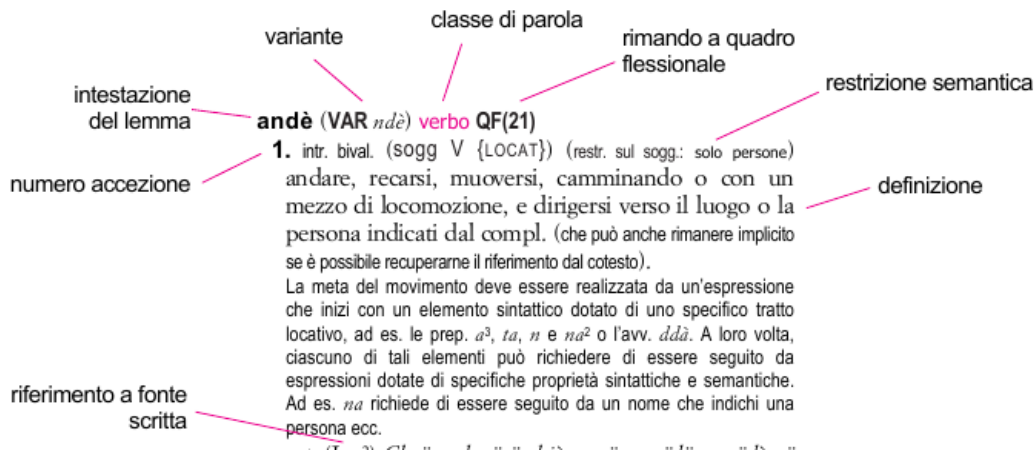 classe di parola
variante
rimando a quadro
flessionale
restrizione semantica
intestazione
del lemma
andè (VAR ndè) verbo QF(21)
1. intr. bival. (sogg V {LOCAT}) (restr. sul sogg.: solo persone)
numero accezione
andare, recarsi, muoversi, camminando o con un
definizione
mezzo di locomozione, e dirigersi verso il luogo o la
persona indicati dal compl. (che può anche rimanere implicito
se è possibile recuperarne il riferimento dal cotesto).
La meta del movimento deve essere realizzata da un'espressione
che inizi con un elemento sintattico dotato di uno specifico tratto
locativo, ad es. le prep. a³, ta, n e na² o l'avv. ddà. A loro volta,
ciascuno di tali elementi può richiedere di essere seguito da
espressioni dotate di specifiche proprietà sintattiche e semantiche.
Ad es. na richiede di essere seguito da un nome che indichi una
persona ecc.
riferimento a fonte
scritta